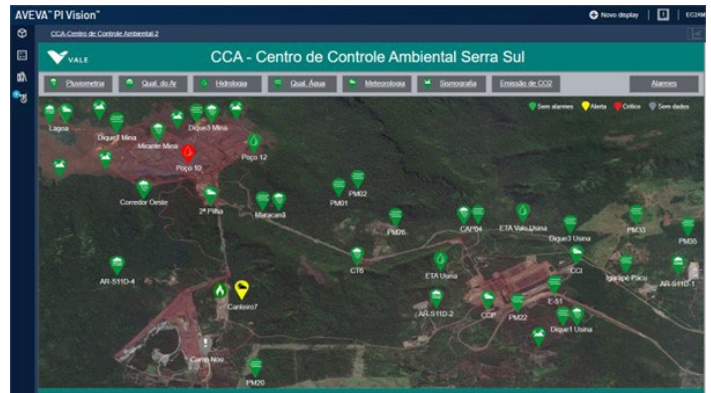 AVEVA™ PI Vision™
Novo display
CCA-Centro de Controle Ambiental-2
VALE
CCA - Centro de Controle Ambiental Serra Sul
Pluviometria
Qual. do Ar
Hidrologia
Qual. Água
Meteorologia
Sismografia
Emissão de CO2
Alarmes
Sem alarmes
Alerta
Crítico
Sem dados
Lagoa
Dique1 Mina
Dique3 Mina
Mirante Mina
Poço 10
Poço 12
Corredor Oeste
2ª Pilha
Maracanã
PM01
PM02
PM26
CAP04
ETA Vale Usina
Dique3 Usina
PM33
PM35
CT6
ETA Usina
CCI
Igarapé Pacu
AR-S11D-4
AR-S11D-1
Canteiro7
AR-S11D-2
CCP
PM22
E-51
Dique1 Usina
PM20